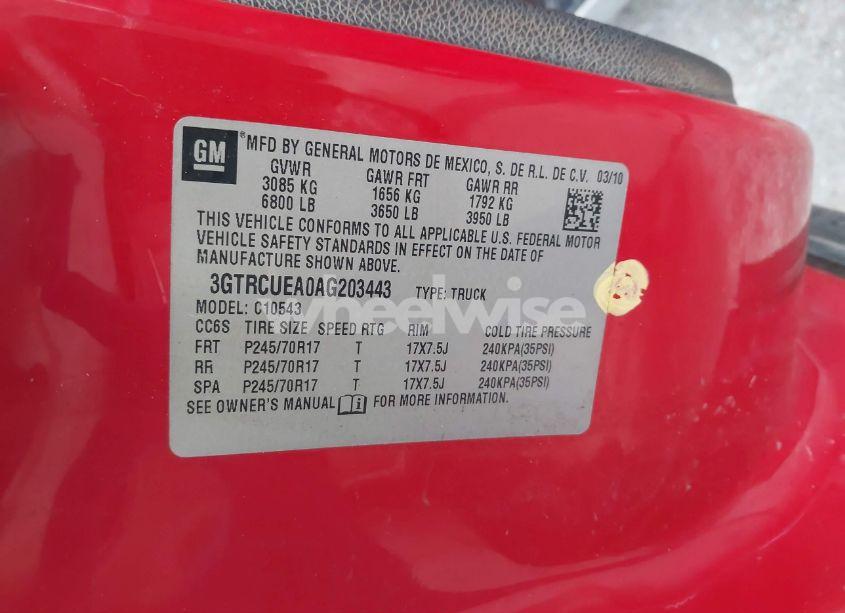 GM MFD BY GENERAL MOTORS DE MEXICO, S. DE R.L. DE C.V. 03/10
GVWR GAWR FRT GAWR RR
3085 KG 1656 KG 1792 KG
6800 LB 3650 LB 3950 LB
THIS VEHICLE CONFORMS TO ALL APPLICABLE U.S. FEDERAL MOTOR
VEHICLE SAFETY STANDARDS IN EFFECT ON THE DATE OF
MANUFACTURE SHOWN ABOVE.
3GTRCUEA0AG203443 TYPE: TRUCK
MODEL: C10543
wheelwise
CC6S TIRE SIZE SPEED RTG RIM COLD TIRE PRESSURE
FRT P245/70R17 T 17X7.5J 240KPA(35PSI)
RR P245/70R17 T 17X7.5J 240KPA(35PSI)
SPA P245/70R17 T 17X7.5J 240KPA(35PSI)
SEE OWNER'S MANUAL FOR MORE INFORMATION.